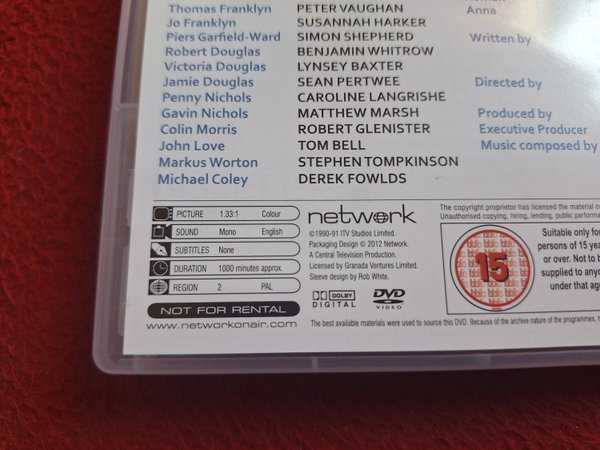 Thomas Franklyn PETER VAUGHAN
Jo Franklyn SUSANNAH HARKER
Piers Garfield-Ward SIMON SHEPHERD
Robert Douglas BENJAMIN WHITROW
Victoria Douglas LYNSEY BAXTER
Jamie Douglas SEAN PERTWEE
Penny Nichols CAROLINE LANGRISHE
Gavin Nichols MATTHEW MARSH
Colin Morris ROBERT GLENISTER
John Love TOM BELL
Markus Worton STEPHEN TOMPKINSON
Michael Coley DEREK FOWLDS
Anna
Written by
Directed by
Produced by
Executive Producer
Music composed by
PICTURE 1.33:1 Colour
SOUND Mono English
SUBTITLES None
DURATION 1000 minutes approx.
REGION 2 PAL
NOT FOR RENTAL
www.networkonair.com
network
©1990-91 ITV Studios Limited.
Packaging Design © 2012 Network.
A Central Television Production.
Licensed by Granada Ventures Limited.
Sleeve design by Rob White.
DOLBY
DIGITAL
DVD
VIDEO
The copyright proprietor has licensed the material
Unauthorised copying, hiring, lending, public
15
Suitable only
persons of 15
or over. Not to
supplied to any
under that
The best available materials were used to source this DVD. Because of the archive nature of the programmes,